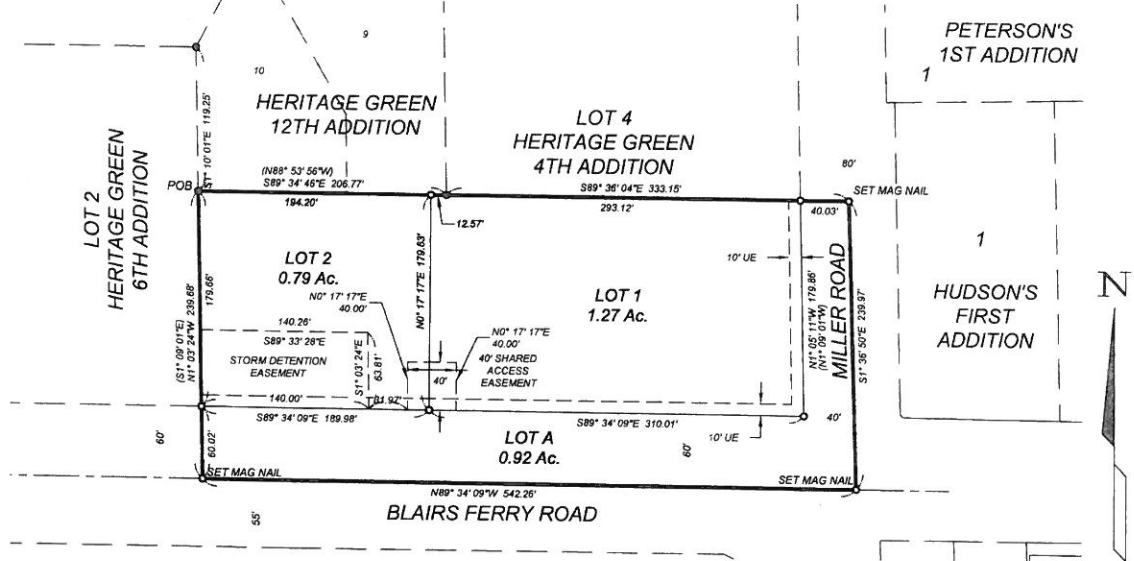 PETERSON'S
1ST ADDITION
1
9
10
HERITAGE GREEN
12TH ADDITION
LOT 4
HERITAGE GREEN
4TH ADDITION
S1° 10' 01"E 119.25'
LOT 2
HERITAGE GREEN
6TH ADDITION
POB
(N88° 53' 56"W)
S89° 34' 46"E 206.77'
194.20'
12.57'
S89° 36' 04"E 333.15'
293.12'
80'
SET MAG NAIL
40.03'
LOT 2
0.79 Ac.
N0° 17' 17"E 179.63'
LOT 1
1.27 Ac.
10' UE
N1° 05' 11"W 179.86'
(N1° 09' 01"W)
MILLER ROAD
S1° 36' 50"E 239.97'
1
HUDSON'S
FIRST
ADDITION
N
(S1° 09' 01"E)
N1° 03' 24"W 239.68'
179.66'
N0° 17' 17"E
40.00'
140.26'
S89° 33' 28"E
STORM DETENTION
EASEMENT
S1° 03' 24"E
63.81'
N0° 17' 17"E
40.00'
40' SHARED
ACCESS
EASEMENT
40'
140.00'
31.97'
S89° 34' 09"E 189.98'
S89° 34' 09"E 310.01'
10' UE
40'
60'
60.02'
LOT A
0.92 Ac.
60'
SET MAG NAIL
SET MAG NAIL
N89° 34' 09"W 542.26'
BLAIRS FERRY ROAD
55'